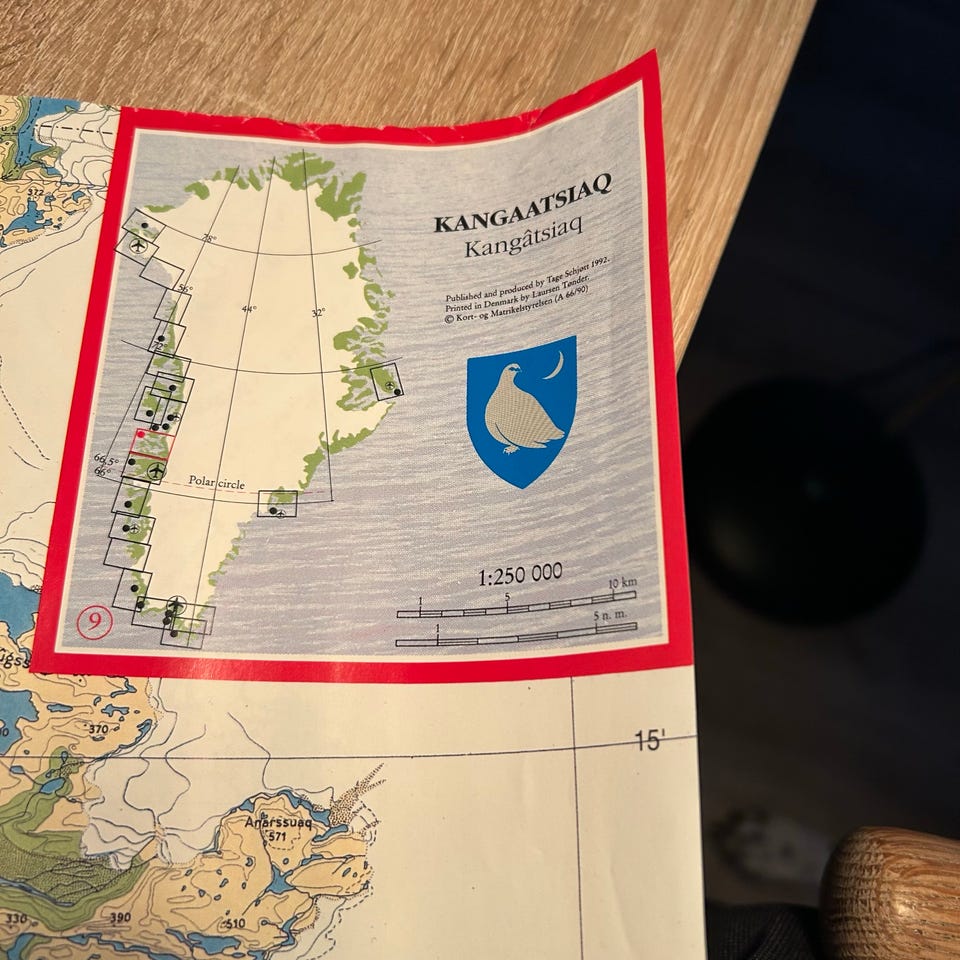 372
KANGAATSIAQ
Kangâtsiaq
Published and produced by Tage Schjøtt 1992.
Printed in Denmark by Laursen Tønder.
© Kort- og Matrikelstyrelsen (A 66/90)
78°
56°
44°
32°
72°
66,5°
66°
Polar circle
1:250 000
1 5 10 km
1 5 n. m.
9
370
15'
Anarssuaq
571
330
390
510